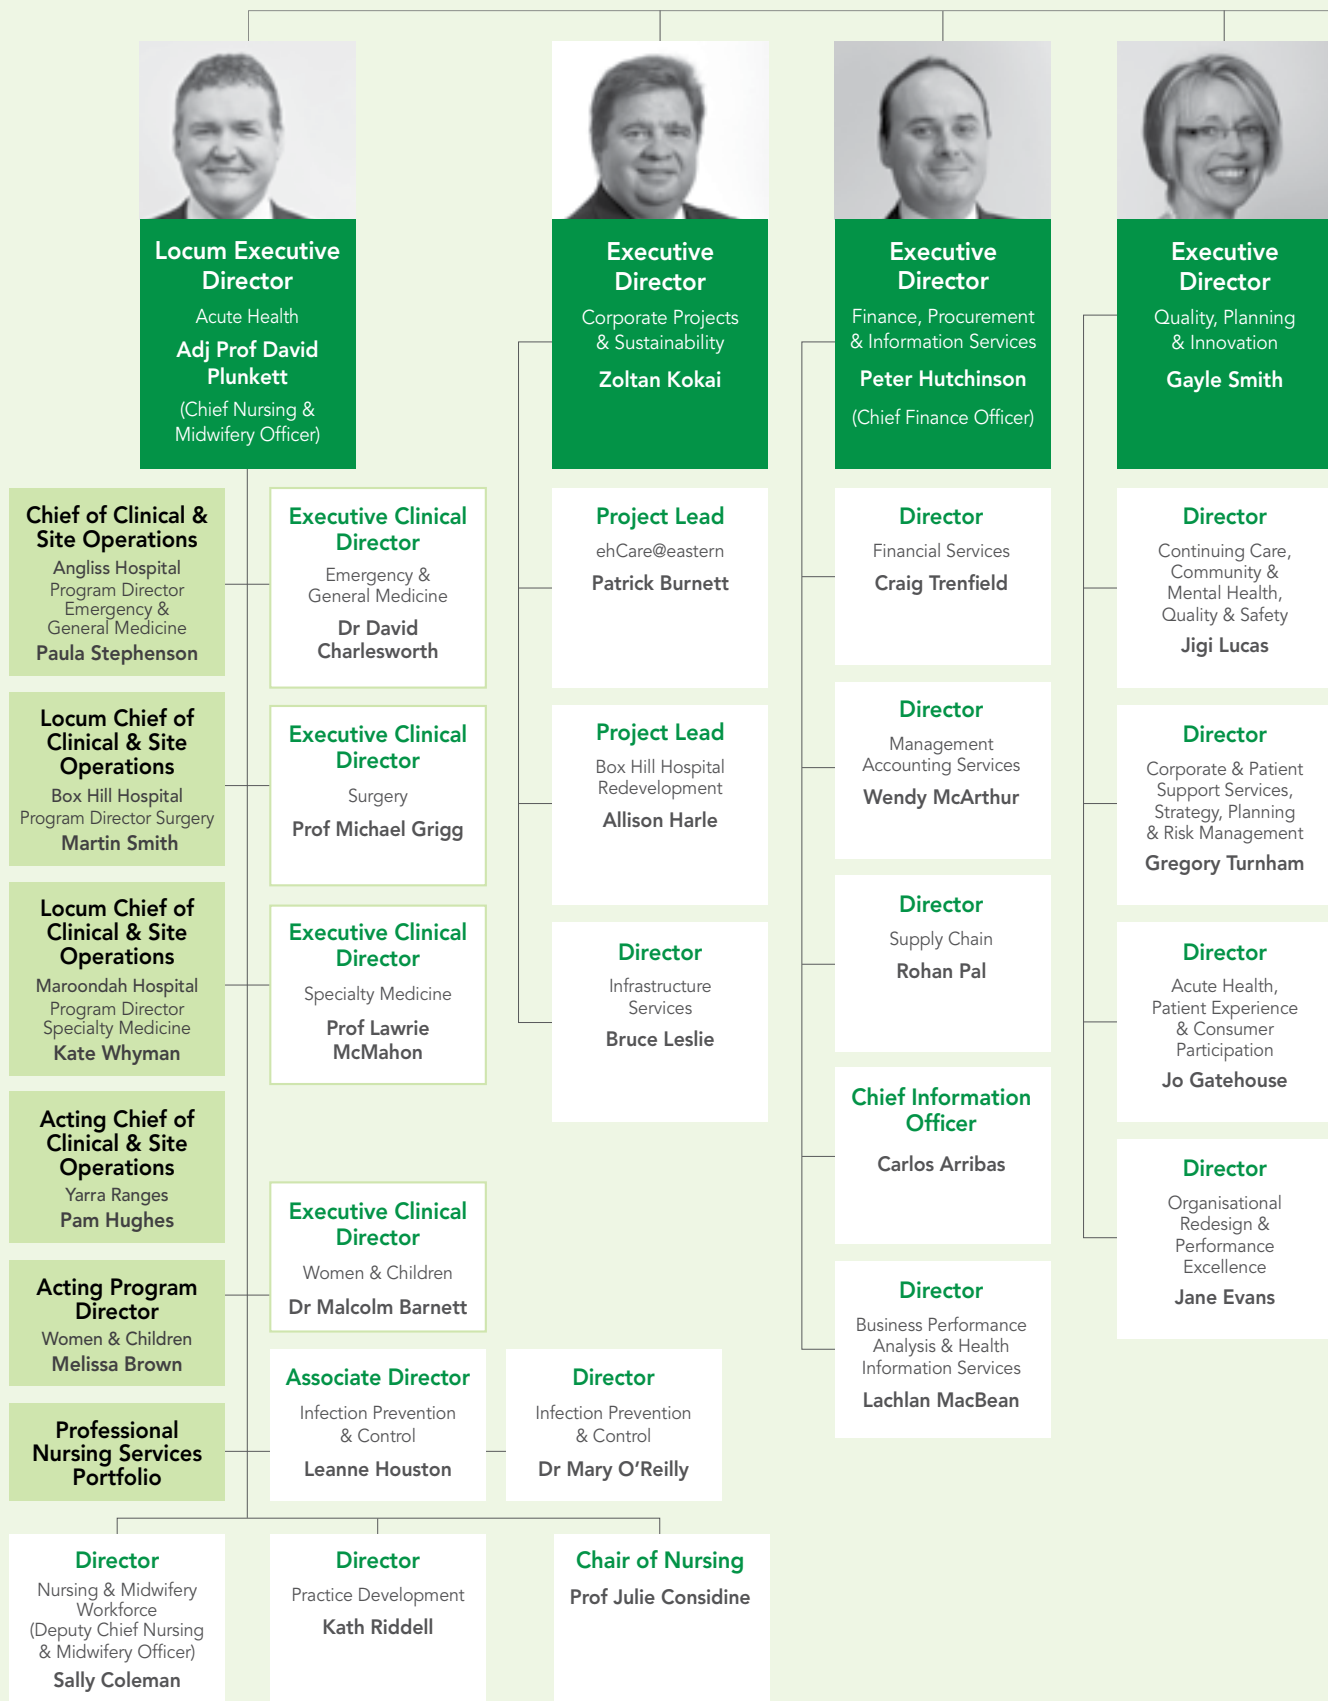 Locum Executive
Director
Acute Health
Adj Prof David
Plunkett
(Chief Nursing &
Midwifery Officer)
Executive
Director
Corporate Projects
& Sustainability
Zoltan Kokai
Executive
Director
Finance, Procurement
& Information Services
Peter Hutchinson
(Chief Finance Officer)
Executive
Director
Quality, Planning
& Innovation
Gayle Smith
Chief of Clinical &
Site Operations
Angliss Hospital
Program Director
Emergency &
General Medicine
Paula Stephenson
Executive Clinical
Director
Emergency &
General Medicine
Dr David
Charlesworth
Locum Chief of
Clinical & Site
Operations
Box Hill Hospital
Program Director Surgery
Martin Smith
Executive Clinical
Director
Surgery
Prof Michael Grigg
Locum Chief of
Clinical & Site
Operations
Maroondah Hospital
Program Director
Specialty Medicine
Kate Whyman
Executive Clinical
Director
Specialty Medicine
Prof Lawrie
McMahon
Acting Chief of
Clinical & Site
Operations
Yarra Ranges
Pam Hughes
Acting Program
Director
Women & Children
Melissa Brown
Executive Clinical
Director
Women & Children
Dr Malcolm Barnett
Professional
Nursing Services
Portfolio
Associate Director
Infection Prevention
& Control
Leanne Houston
Director
Infection Prevention
& Control
Dr Mary O'Reilly
Director
Nursing & Midwifery
Workforce
(Deputy Chief Nursing
& Midwifery Officer)
Sally Coleman
Director
Practice Development
Kath Riddell
Chair of Nursing
Prof Julie Considine
Project Lead
ehCare@eastern
Patrick Burnett
Project Lead
Box Hill Hospital
Redevelopment
Allison Harle
Director
Infrastructure
Services
Bruce Leslie
Director
Financial Services
Craig Trenfield
Director
Management
Accounting Services
Wendy McArthur
Director
Supply Chain
Rohan Pal
Chief Information
Officer
Carlos Arribas
Director
Business Performance
Analysis & Health
Information Services
Lachlan MacBean
Director
Continuing Care,
Community &
Mental Health,
Quality & Safety
Jigi Lucas
Director
Corporate & Patient
Support Services,
Strategy, Planning
& Risk Management
Gregory Turnham
Director
Acute Health,
Patient Experience
& Consumer
Participation
Jo Gatehouse
Director
Organisational
Redesign &
Performance
Excellence
Jane Evans